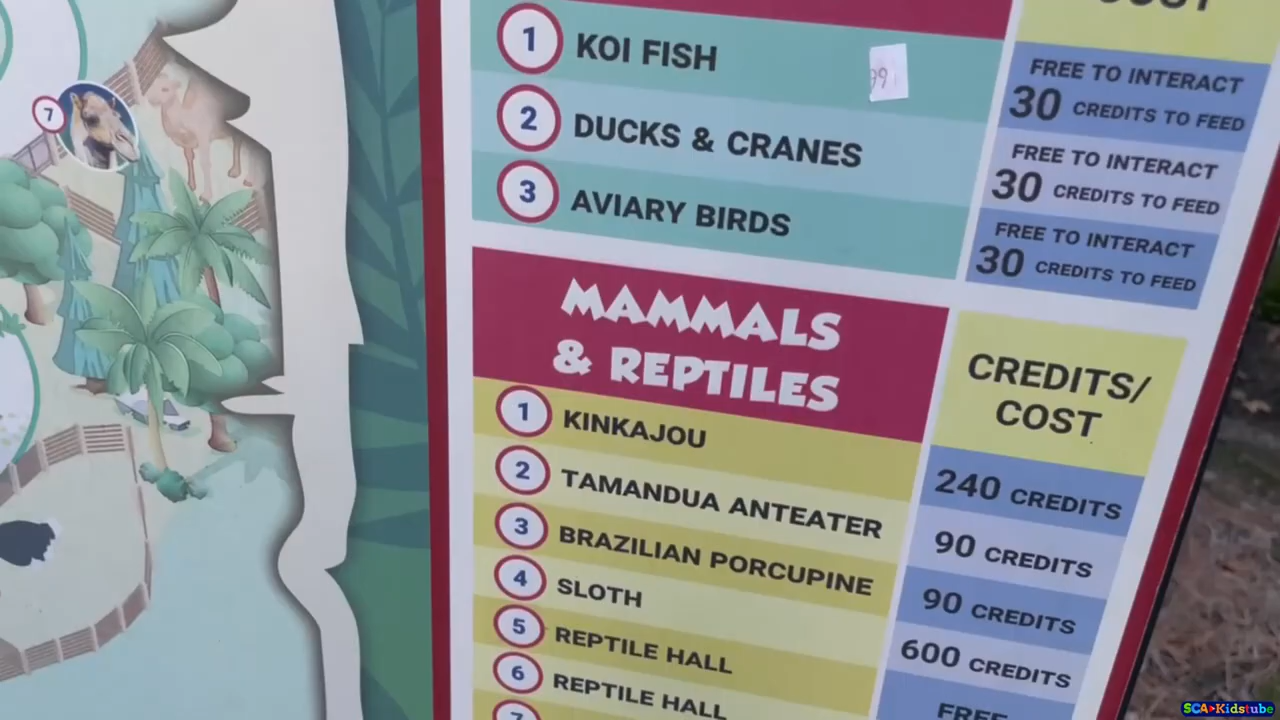 COST
1 KOI FISH
FREE TO INTERACT
30 CREDITS TO FEED
2 DUCKS & CRANES
FREE TO INTERACT
30 CREDITS TO FEED
3 AVIARY BIRDS
FREE TO INTERACT
30 CREDITS TO FEED
MAMMALS
& REPTILES
CREDITS/
COST
1 KINKAJOU
240 CREDITS
2 TAMANDUA ANTEATER
90 CREDITS
3 BRAZILIAN PORCUPINE
90 CREDITS
4 SLOTH
600 CREDITS
5 REPTILE HALL
FREE
6 REPTILE HALL
7
7
SCA>Kidstube